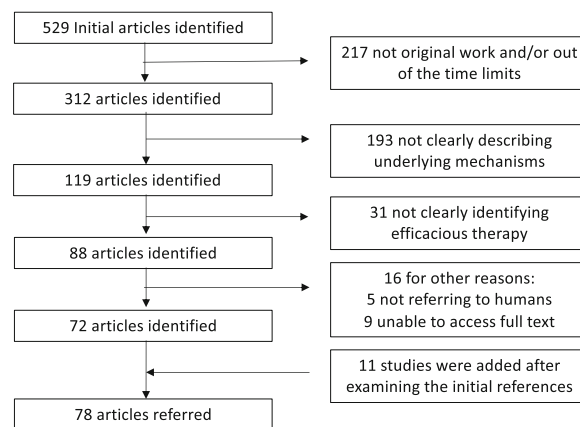 529 Initial articles identified
217 not original work and/or out
of the time limits
312 articles identified
193 not clearly describing
underlying mechanisms
119 articles identified
31 not clearly identifying
efficacious therapy
88 articles identified
16 for other reasons:
5 not referring to humans
9 unable to access full text
72 articles identified
11 studies were added after
examining the initial references
78 articles referred